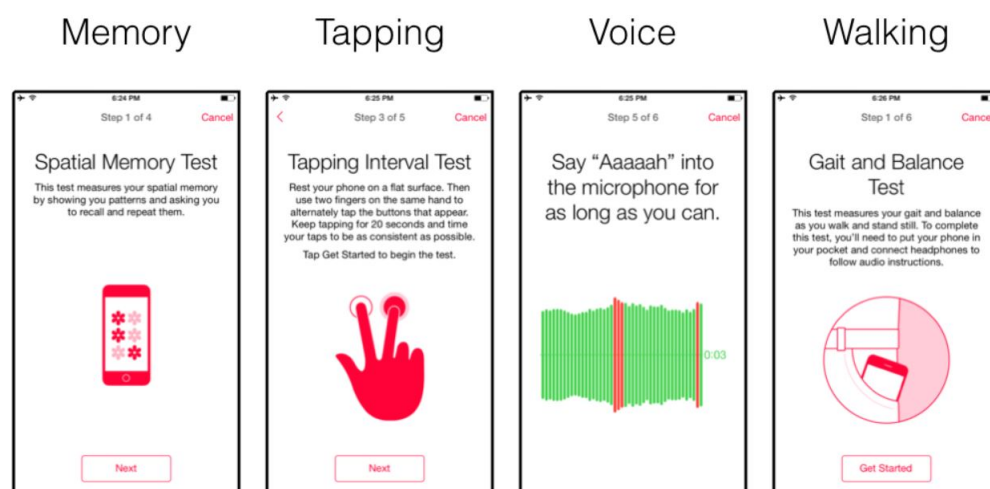 Memory
Tapping
Voice
Walking
6:24 PM
Step 1 of 4
Cancel
Spatial Memory Test
This test measures your spatial memory
by showing you patterns and asking you
to recall and repeat them.
Next
6:25 PM
Step 3 of 5
Cancel
Tapping Interval Test
Rest your phone on a flat surface. Then
use two fingers on the same hand to
alternately tap the buttons that appear.
Keep tapping for 20 seconds and time
your taps to be as consistent as possible.
Tap Get Started to begin the test.
Next
6:25 PM
Step 5 of 6
Cancel
Say “Aaaaah” into
the microphone for
as long as you can.
0:03
6:26 PM
Step 1 of 6
Cance
Gait and Balance
Test
This test measures your gait and balance
as you walk and stand still. To complete
this test, you'll need to put your phone in
your pocket and connect headphones to
follow audio instructions.
Get Started